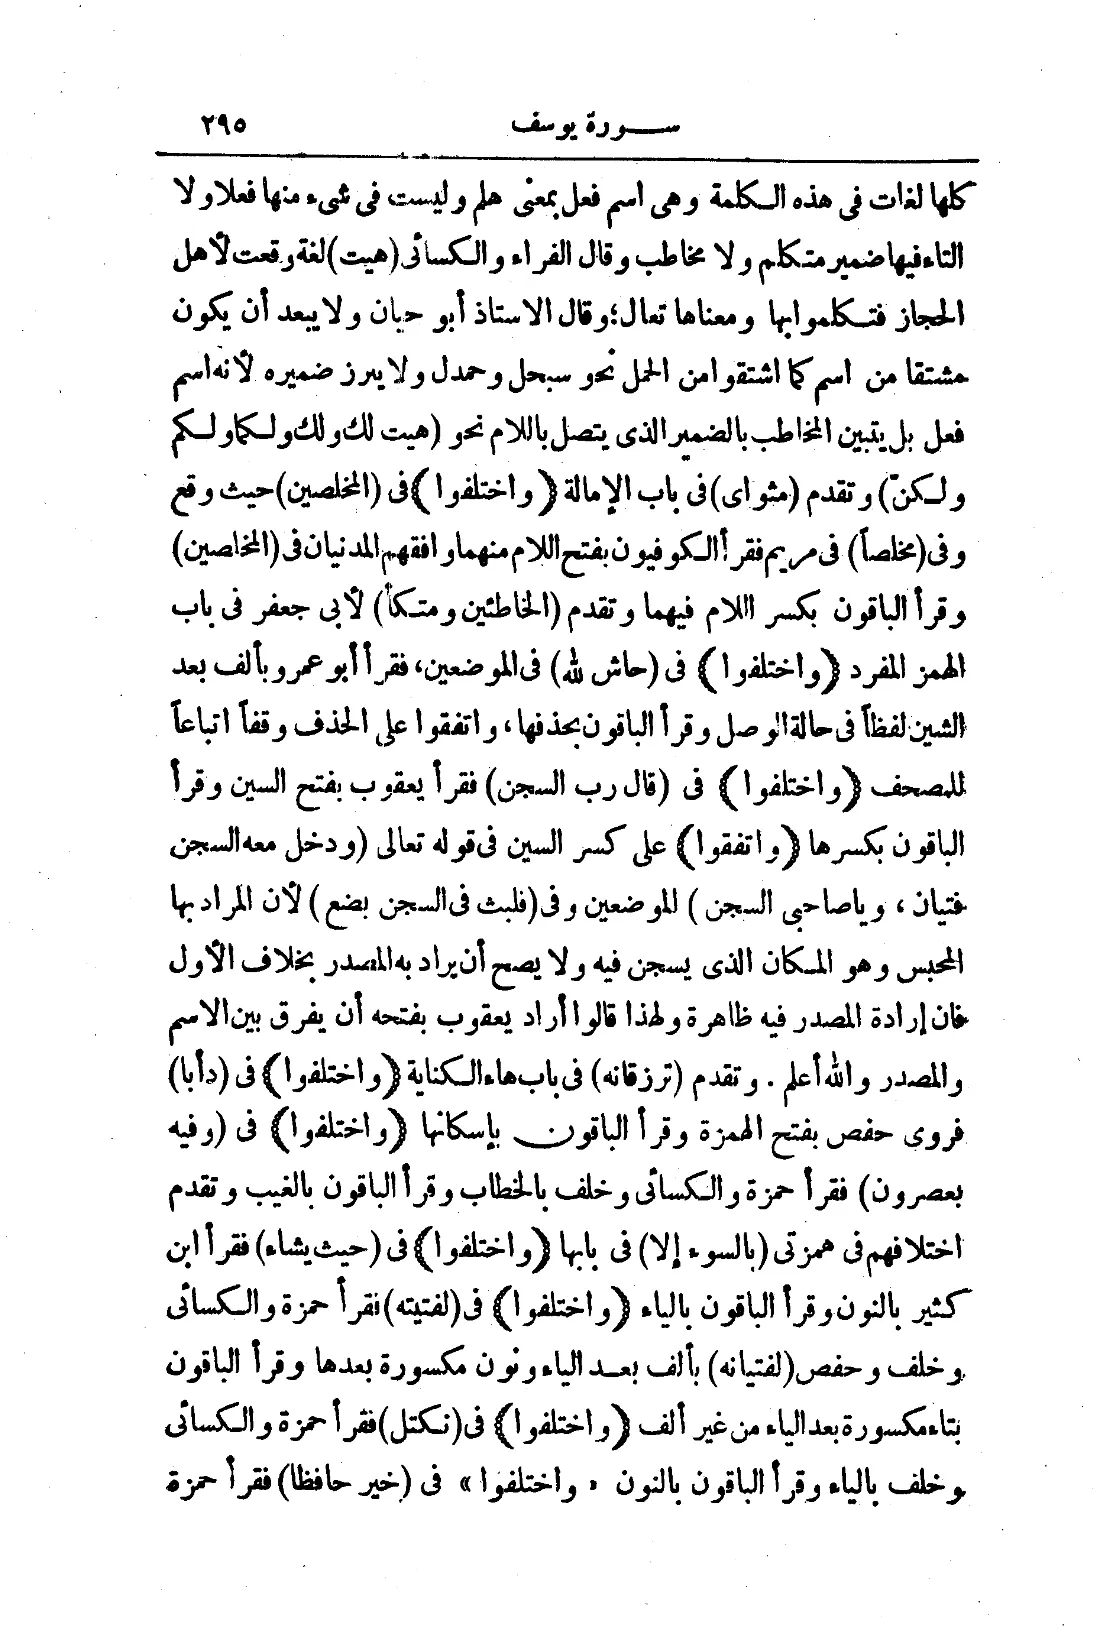 سورة يوسف ٢٩٥
كلها لغات فى هذه الكلمة وهى اسم فعل بمعنى هلم وليست فى شىء منها فعلا ولا
التاء فيها ضمير متكلم ولا مخاطب وقال الفراء والكسائى (هيت) لغة وقعت لأهل
الحجاز فتكلموا بها ومعناها تعال؛ وقال الاستاذ أبو حيان ولا يبعد أن يكون
مشتقا من اسم كما اشتقوا من الجمل نحو سبحل وحمدل ولا يبرز ضميره لأنه اسم
فعل بل يتبين المخاطب بالضمير الذى يتصل باللام نحو (هيت لك ولك ولكما ولكم
ولكنّ) وتقدم (مثواى) فى باب الإمالة ﴿واختلفوا﴾ فى (المخلصين) حيث وقع
وفى (مخلصاً) فى مريم فقرأ الكوفيون بفتح اللام منهما وافقهم المدنيان فى (المخلصين)
وقرأ الباقون بكسر اللام فيهما وتقدم (الخاطئين ومتكأ) لأبى جعفر فى باب
الهمز المفرد ﴿واختلفوا﴾ فى (حاش لله) فى الموضعين، فقرأ أبو عمرو بألف بعد
الشين لفظاً فى حالة الوصل وقرأ الباقون بحذفها، واتفقوا على الحذف وقفاً اتباعاً
للمصحف ﴿واختلفوا﴾ فى (قال رب السجن) فقرأ يعقوب بفتح السين وقرأ
الباقون بكسرها ﴿واتفقوا﴾ على كسر السين فى قوله تعالى (ودخل معه السجن
فتيان، وياصاحبى السجن) الموضعين وفى (فلبث فى السجن بضع) لأن المراد بها
المحبس وهو المكان الذى يسجن فيه ولا يصح أن يراد به المصدر بخلاف الأول
فان إرادة المصدر فيه ظاهرة ولهذا قالوا أراد يعقوب بفتحه أن يفرق بين الاسم
والمصدر والله أعلم . وتقدم (ترزقانه) فى باب هاء الكناية ﴿واختلفوا﴾ فى (دأبا)
فروى حفص بفتح الهمزة وقرأ الباقون بإسكانها ﴿واختلفوا﴾ فى (وفيه
يعصرون) فقرأ حمزة والكسائى وخلف بالخطاب وقرأ الباقون بالغيب وتقدم
اختلافهم فى همزتى (بالسوء إلا) فى بابها ﴿واختلفوا﴾ فى (حيث يشاء) فقرأ ابن
كثير بالنون وقرأ الباقون بالياء ﴿واختلفوا﴾ فى (لفتيته) فقرأ حمزة والكسائى
وخلف وحفص (لفتيانه) بألف بعد الياء ونون مكسورة بعدها وقرأ الباقون
بتاء مكسورة بعد الياء من غير ألف ﴿واختلفوا﴾ فى (نكتل) فقرأ حمزة والكسائى
وخلف بالياء وقرأ الباقون بالنون « واختلفوا » فى (خير حافظا) فقرأ حمزة